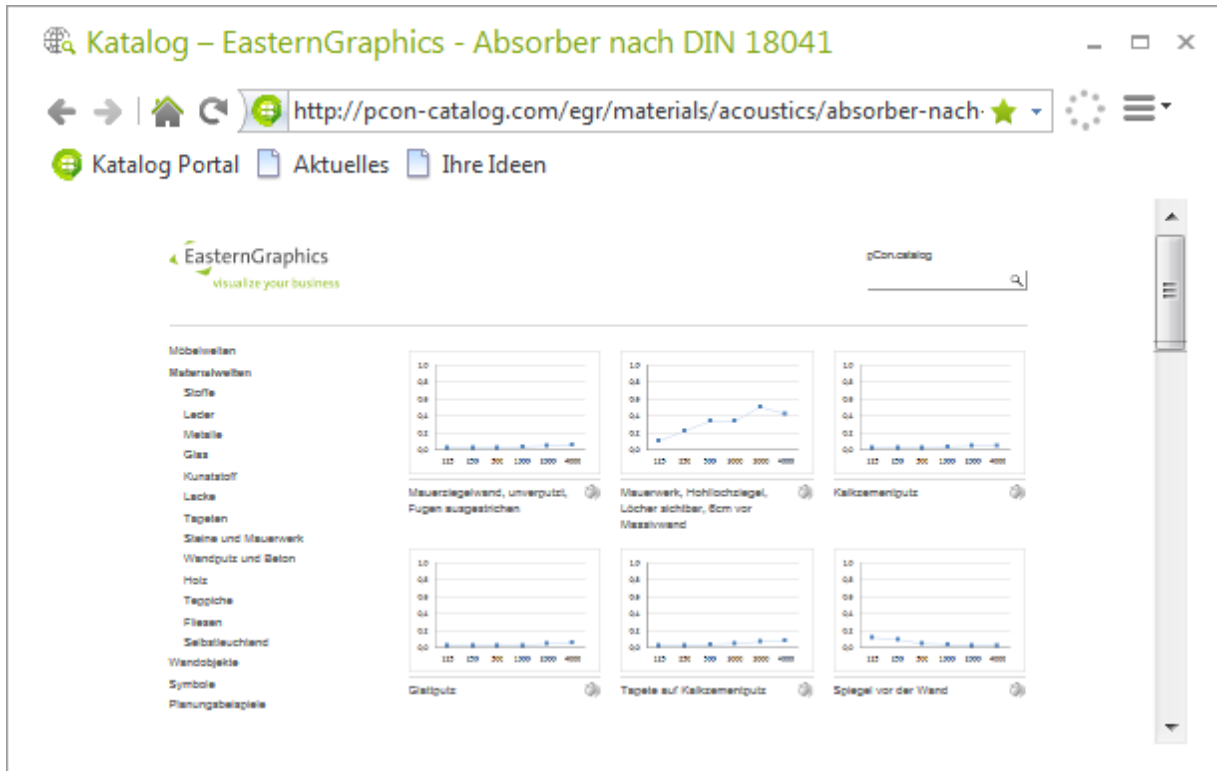 Katalog – EasternGraphics - Absorber nach DIN 18041
http://pcon-catalog.com/egr/materials/acoustics/absorber-nach-
Katalog Portal Aktuelles Ihre Ideen
EasternGraphics
visualize your business
pCon.catalog
Möbelwelten
Materialwelten
Stoffe
Leder
Metalle
Glas
Kunststoff
Lacke
Tapeten
Steine und Mauerwerk
Wandputz und Beton
Holz
Teppiche
Fliesen
Selbstleuchtend
Wandobjekte
Symbole
Planungsbeispiele
Mauerziegelwand, unverputzt,
Fugen ausgestrichen
Mauerwerk, Hohllochziegel,
Löcher sichtbar, 6cm vor
Massivwand
Kalkzementputz
Glattputz
Tapete auf Kalkzementputz
Spiegel vor der Wand